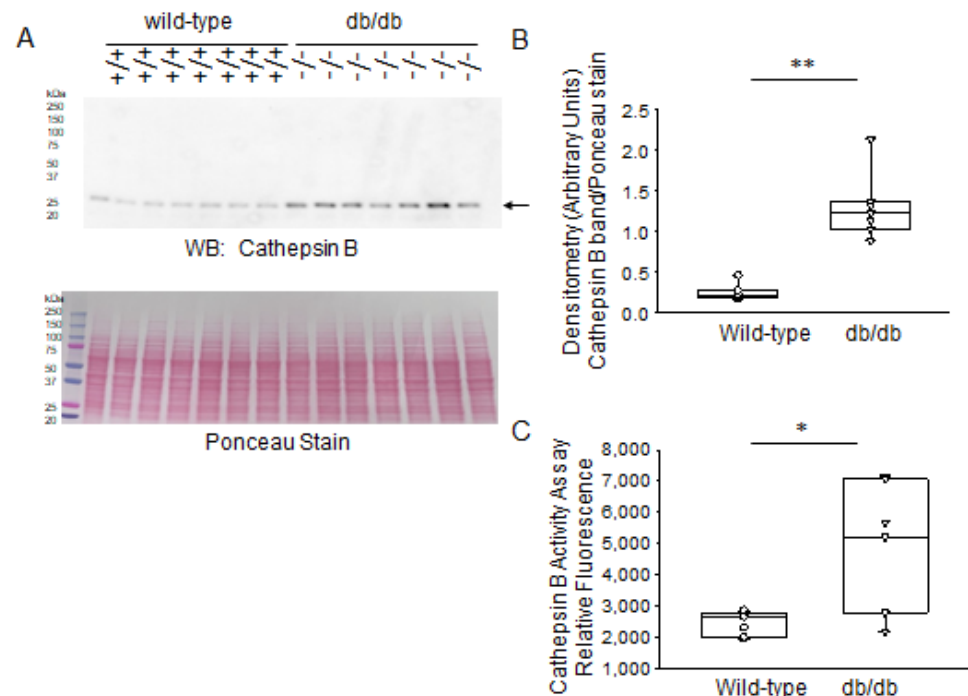 A
wild-type
db/db
+/+ +/+ +/+ +/+ +/+ +/+ +/+ -/- -/- -/- -/- -/- -/- -/-
kDa
250
150
100
75
50
37
25
20
WB: Cathepsin B
kDa
250
150
100
75
50
37
25
20
Ponceau Stain
B
**
Densitometry (Arbitrary Units)
Cathepsin B band/Ponceau stain
2.5
2.0
1.5
1.0
0.5
0.0
Wild-type
db/db
C
*
Cathepsin B Activity Assay
Relative Fluorescence
8,000
7,000
6,000
5,000
4,000
3,000
2,000
1,000
Wild-type
db/db